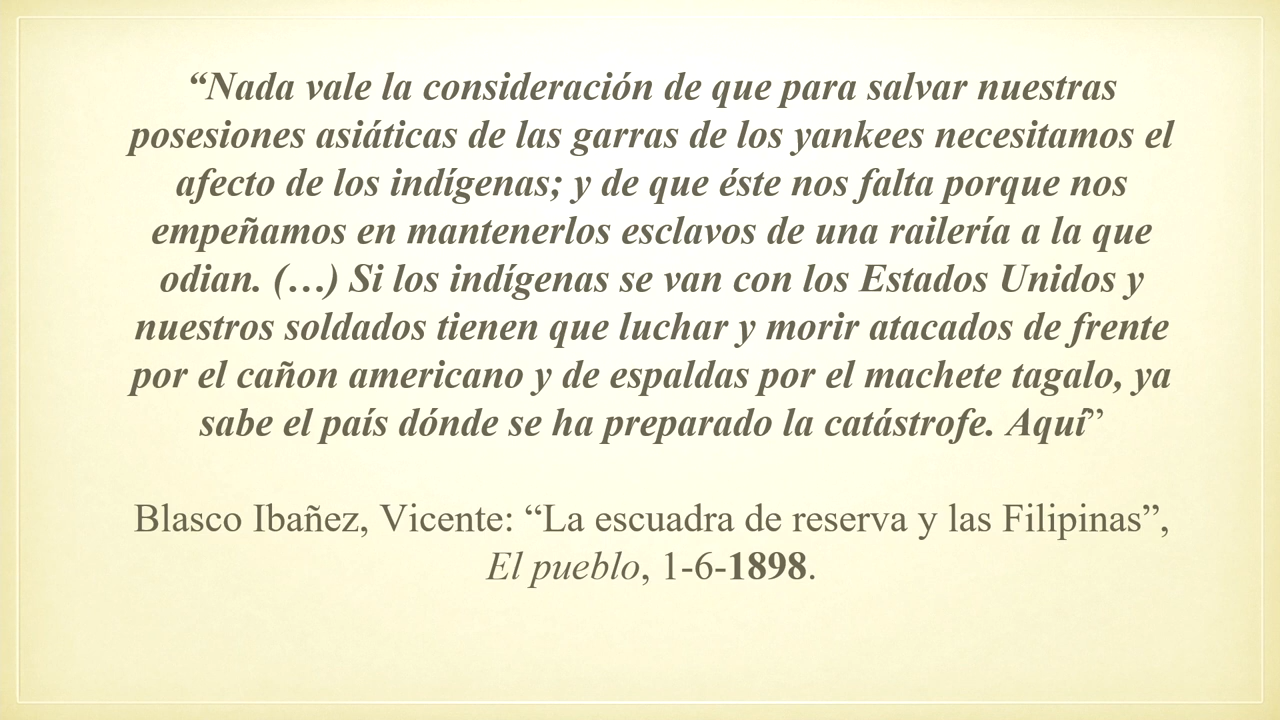 “Nada vale la consideración de que para salvar nuestras
posesiones asiáticas de las garras de los yankees necesitamos el
afecto de los indígenas; y de que éste nos falta porque nos
empeñamos en mantenerlos esclavos de una railería a la que
odian. (…) Si los indígenas se van con los Estados Unidos y
nuestros soldados tienen que luchar y morir atacados de frente
por el cañon americano y de espaldas por el machete tagalo, ya
sabe el país dónde se ha preparado la catástrofe. Aquí”
Blasco Ibañez, Vicente: “La escuadra de reserva y las Filipinas”,
El pueblo, 1-6-1898.